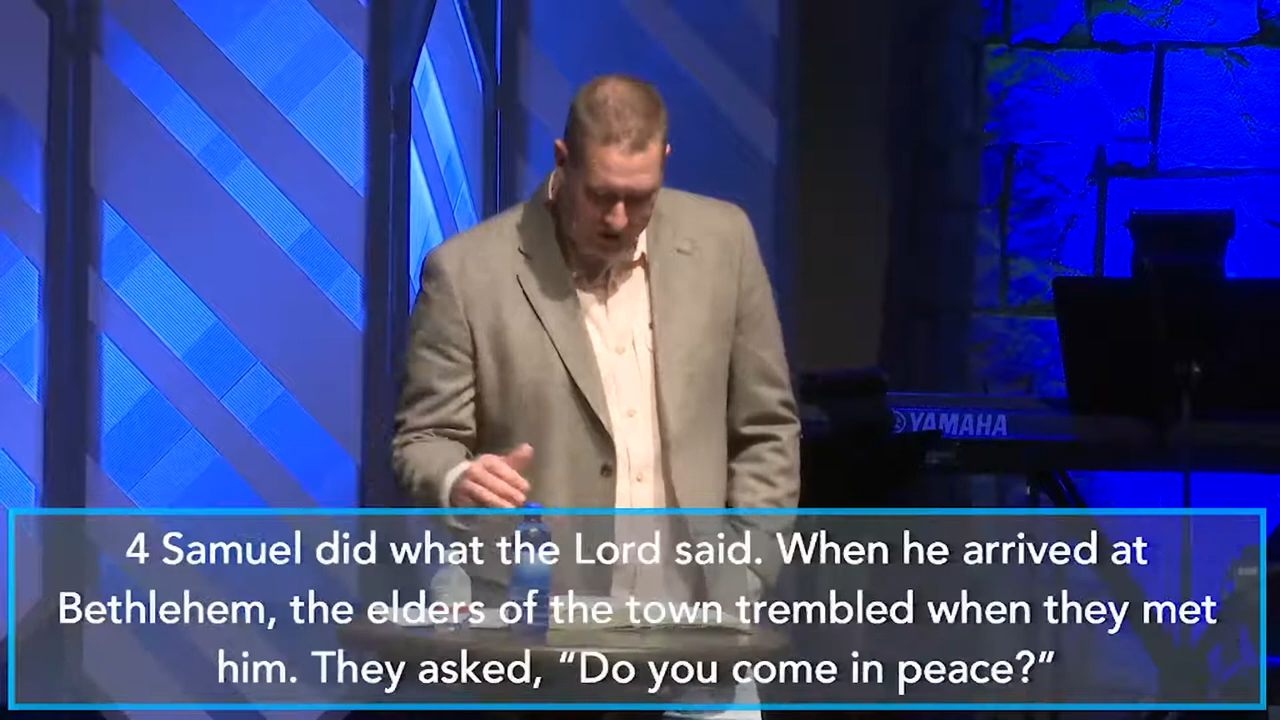 YAMAHA
4 Samuel did what the Lord said. When he arrived at
Bethlehem, the elders of the town trembled when they met
him. They asked, “Do you come in peace?”